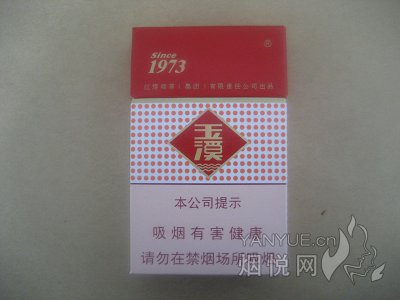 Since
1973
®
红塔烟草(集团)有限责任公司出品
玉溪
本公司提示
吸烟有害健康
请勿在禁烟场所吸烟
YANYUE.cn
烟悦网